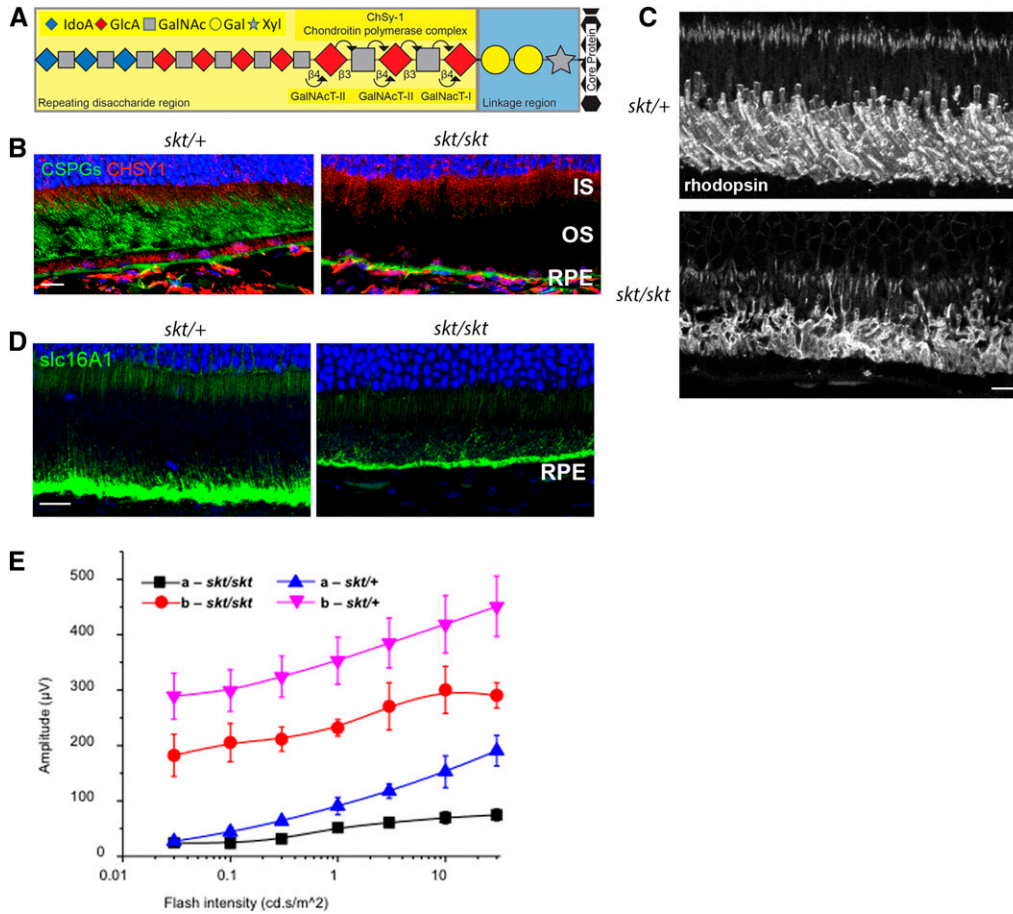 A
IdoA GlcA GalNAc Gal Xyl
ChSy-1
Chondroitin polymerase complex
β4 β3 β4 β3 β4
GalNAcT-II GalNAcT-II GalNacT-I
Repeating disaccharide region
Linkage region
Core Protein
B
skt/+
skt/skt
CSPGs CHSY1
IS
OS
RPE
C
skt/+
rhodopsin
skt/skt
D
skt/+
skt/skt
slc16A1
RPE
E
a – skt/skt
a – skt/+
b – skt/skt
b – skt/+
500
400
300
200
100
0
Amplitude (µV)
0.01 0.1 1 10
Flash intensity (cd.s/m^2)